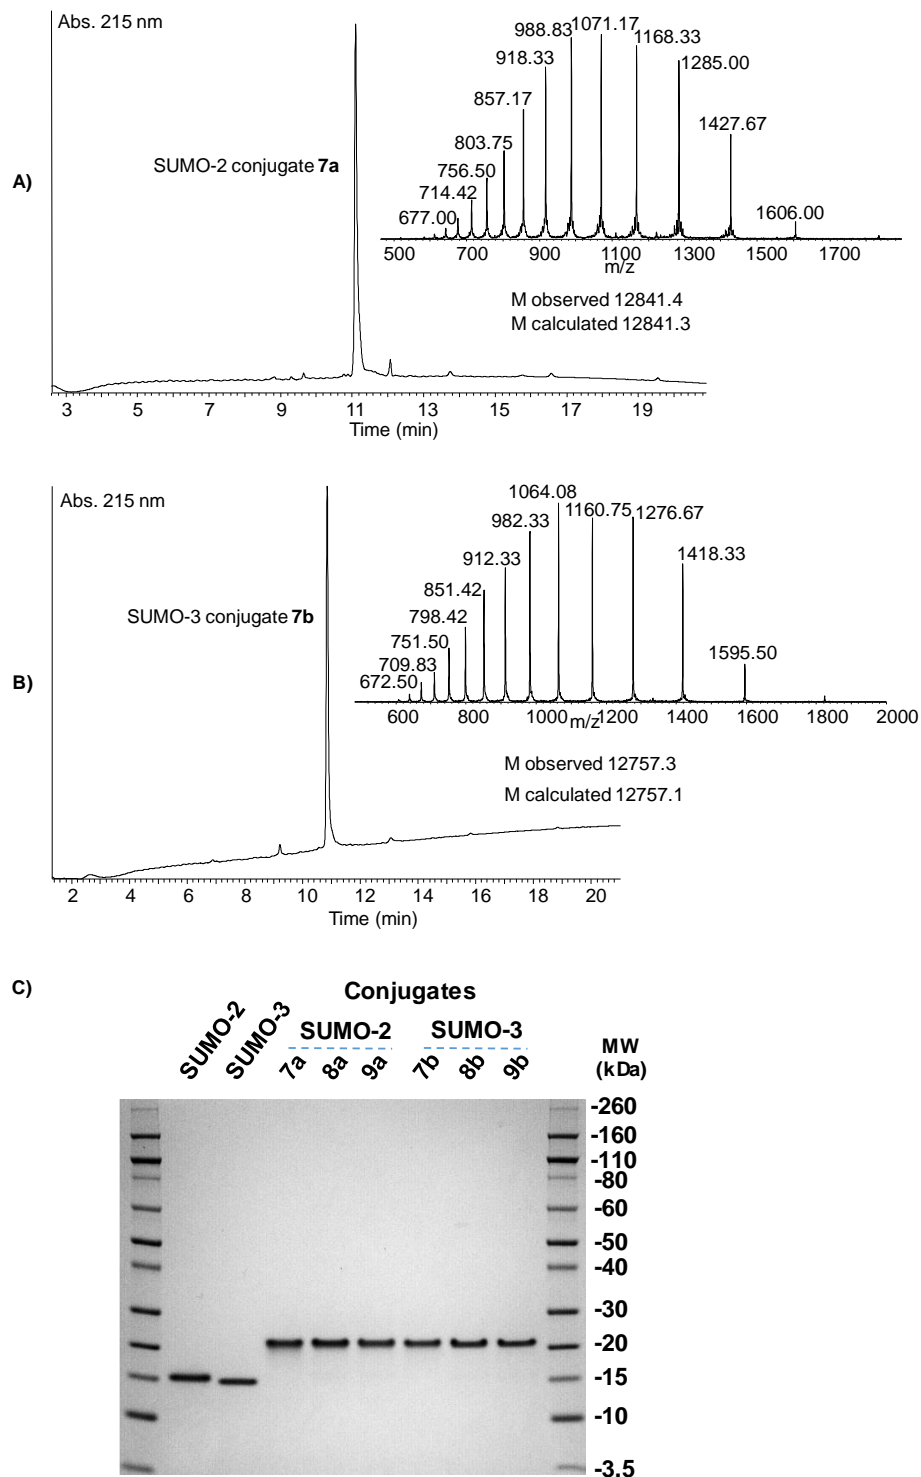 A)
Abs. 215 nm
SUMO-2 conjugate 7a
677.00
714.42
756.50
803.75
857.17
918.33
988.83
1071.17
1168.33
1285.00
1427.67
1606.00
500 700 900 1100 1300 1500 1700
m/z
M observed 12841.4
M calculated 12841.3
3 5 7 9 11 13 15 17 19
Time (min)
B)
Abs. 215 nm
SUMO-3 conjugate 7b
672.50
709.83
751.50
798.42
851.42
912.33
982.33
1064.08
1160.75
1276.67
1418.33
1595.50
600 800 1000 1200 1400 1600 1800 2000
m/z
M observed 12757.3
M calculated 12757.1
2 4 6 8 10 12 14 16 18 20
Time (min)
C)
Conjugates
SUMO-2 SUMO-3
SUMO-2 SUMO-3 7a 8a 9a 7b 8b 9b
MW
(kDa)
-260
-160
-110
-80
-60
-50
-40
-30
-20
-15
-10
-3.5